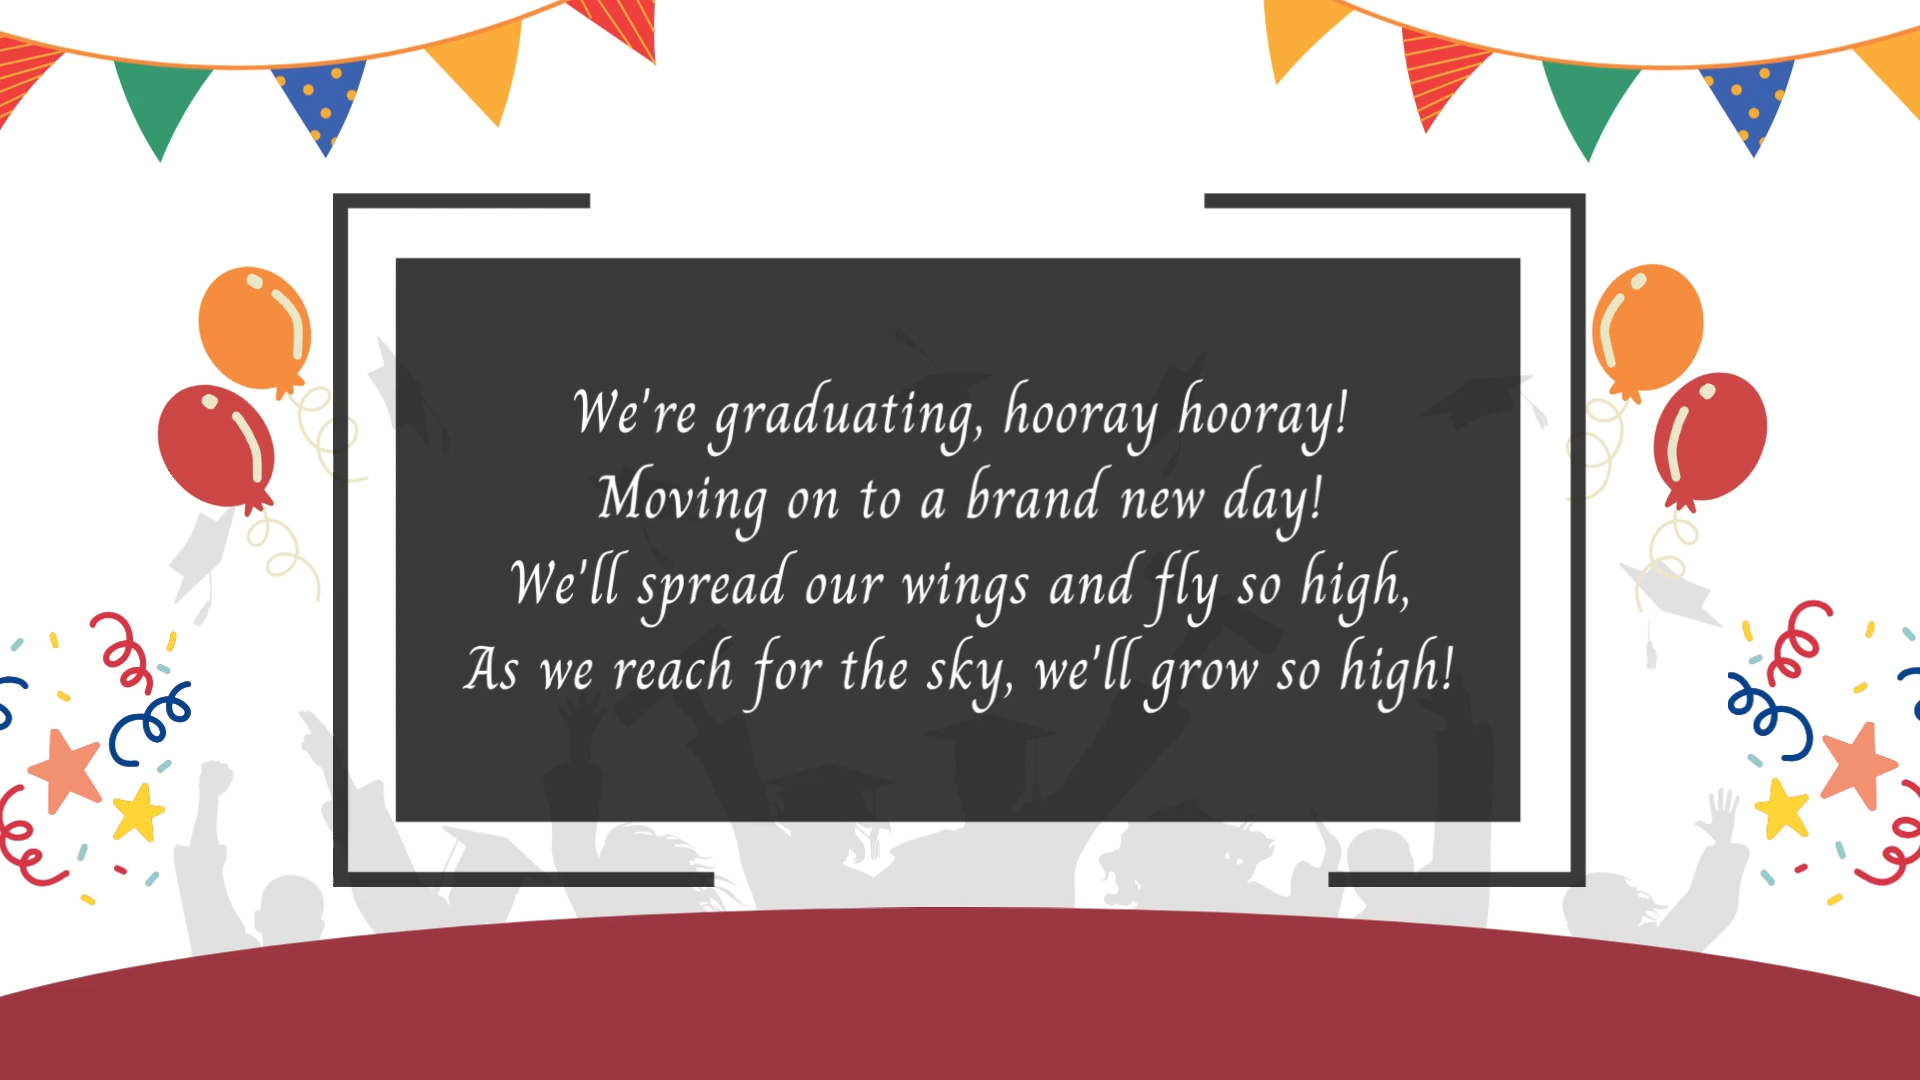 We're graduating, hooray hooray!
Moving on to a brand new day!
We'll spread our wings and fly so high,
As we reach for the sky, we'll grow so high!